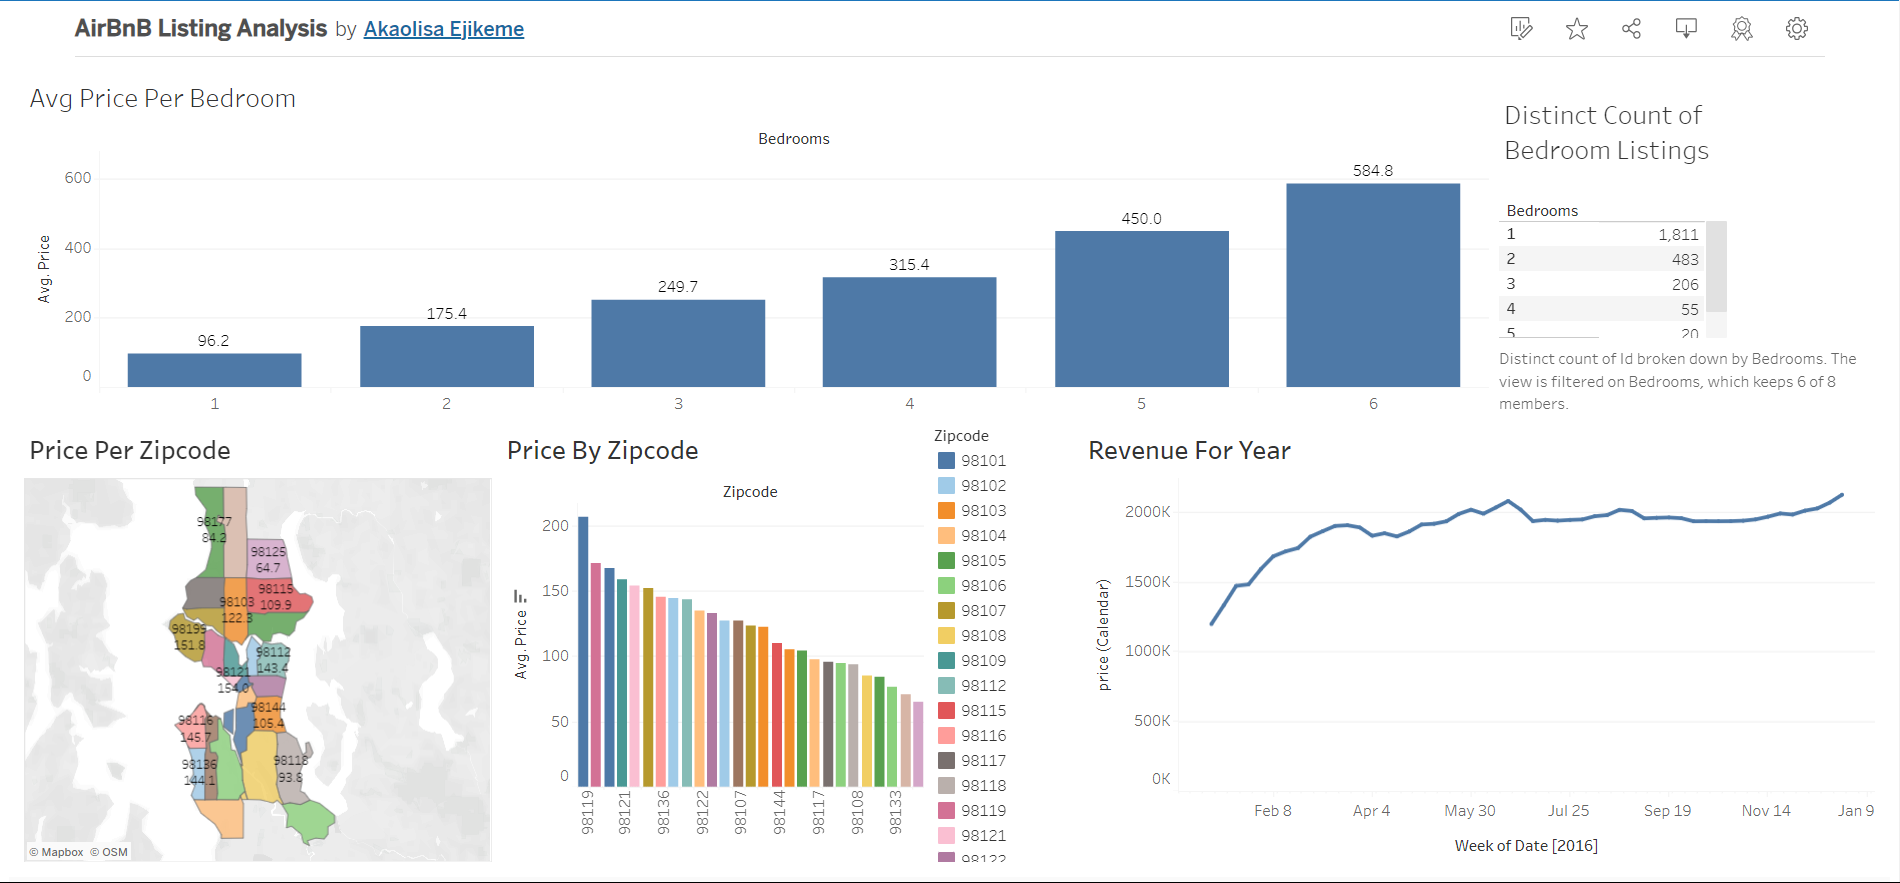 AirBnB Listing Analysis by Akaolisa Ejikeme
Avg Price Per Bedroom
Bedrooms
Avg. Price
600
400
200
0
96.2
175.4
249.7
315.4
450.0
584.8
1
2
3
4
5
6
Distinct Count of
Bedroom Listings
Bedrooms
1 1,811
2 483
3 206
4 55
5 20
Distinct count of Id broken down by Bedrooms. The
view is filtered on Bedrooms, which keeps 6 of 8
members.
Price Per Zipcode
98177
84.2
98125
64.7
98115
109.9
98103
122.3
98199
151.8
98112
143.4
98121
154.0
98144
105.4
98116
145.7
98136
144.1
98118
93.8
© Mapbox © OSM
Price By Zipcode
Zipcode
Avg. Price
200
150
100
50
0
98119
98121
98136
98122
98107
98144
98117
98108
98133
Zipcode
98101
98102
98103
98104
98105
98106
98107
98108
98109
98112
98115
98116
98117
98118
98119
98121
98122
Revenue For Year
price (Calendar)
2000K
1500K
1000K
500K
0K
Feb 8
Apr 4
May 30
Jul 25
Sep 19
Nov 14
Jan 9
Week of Date [2016]